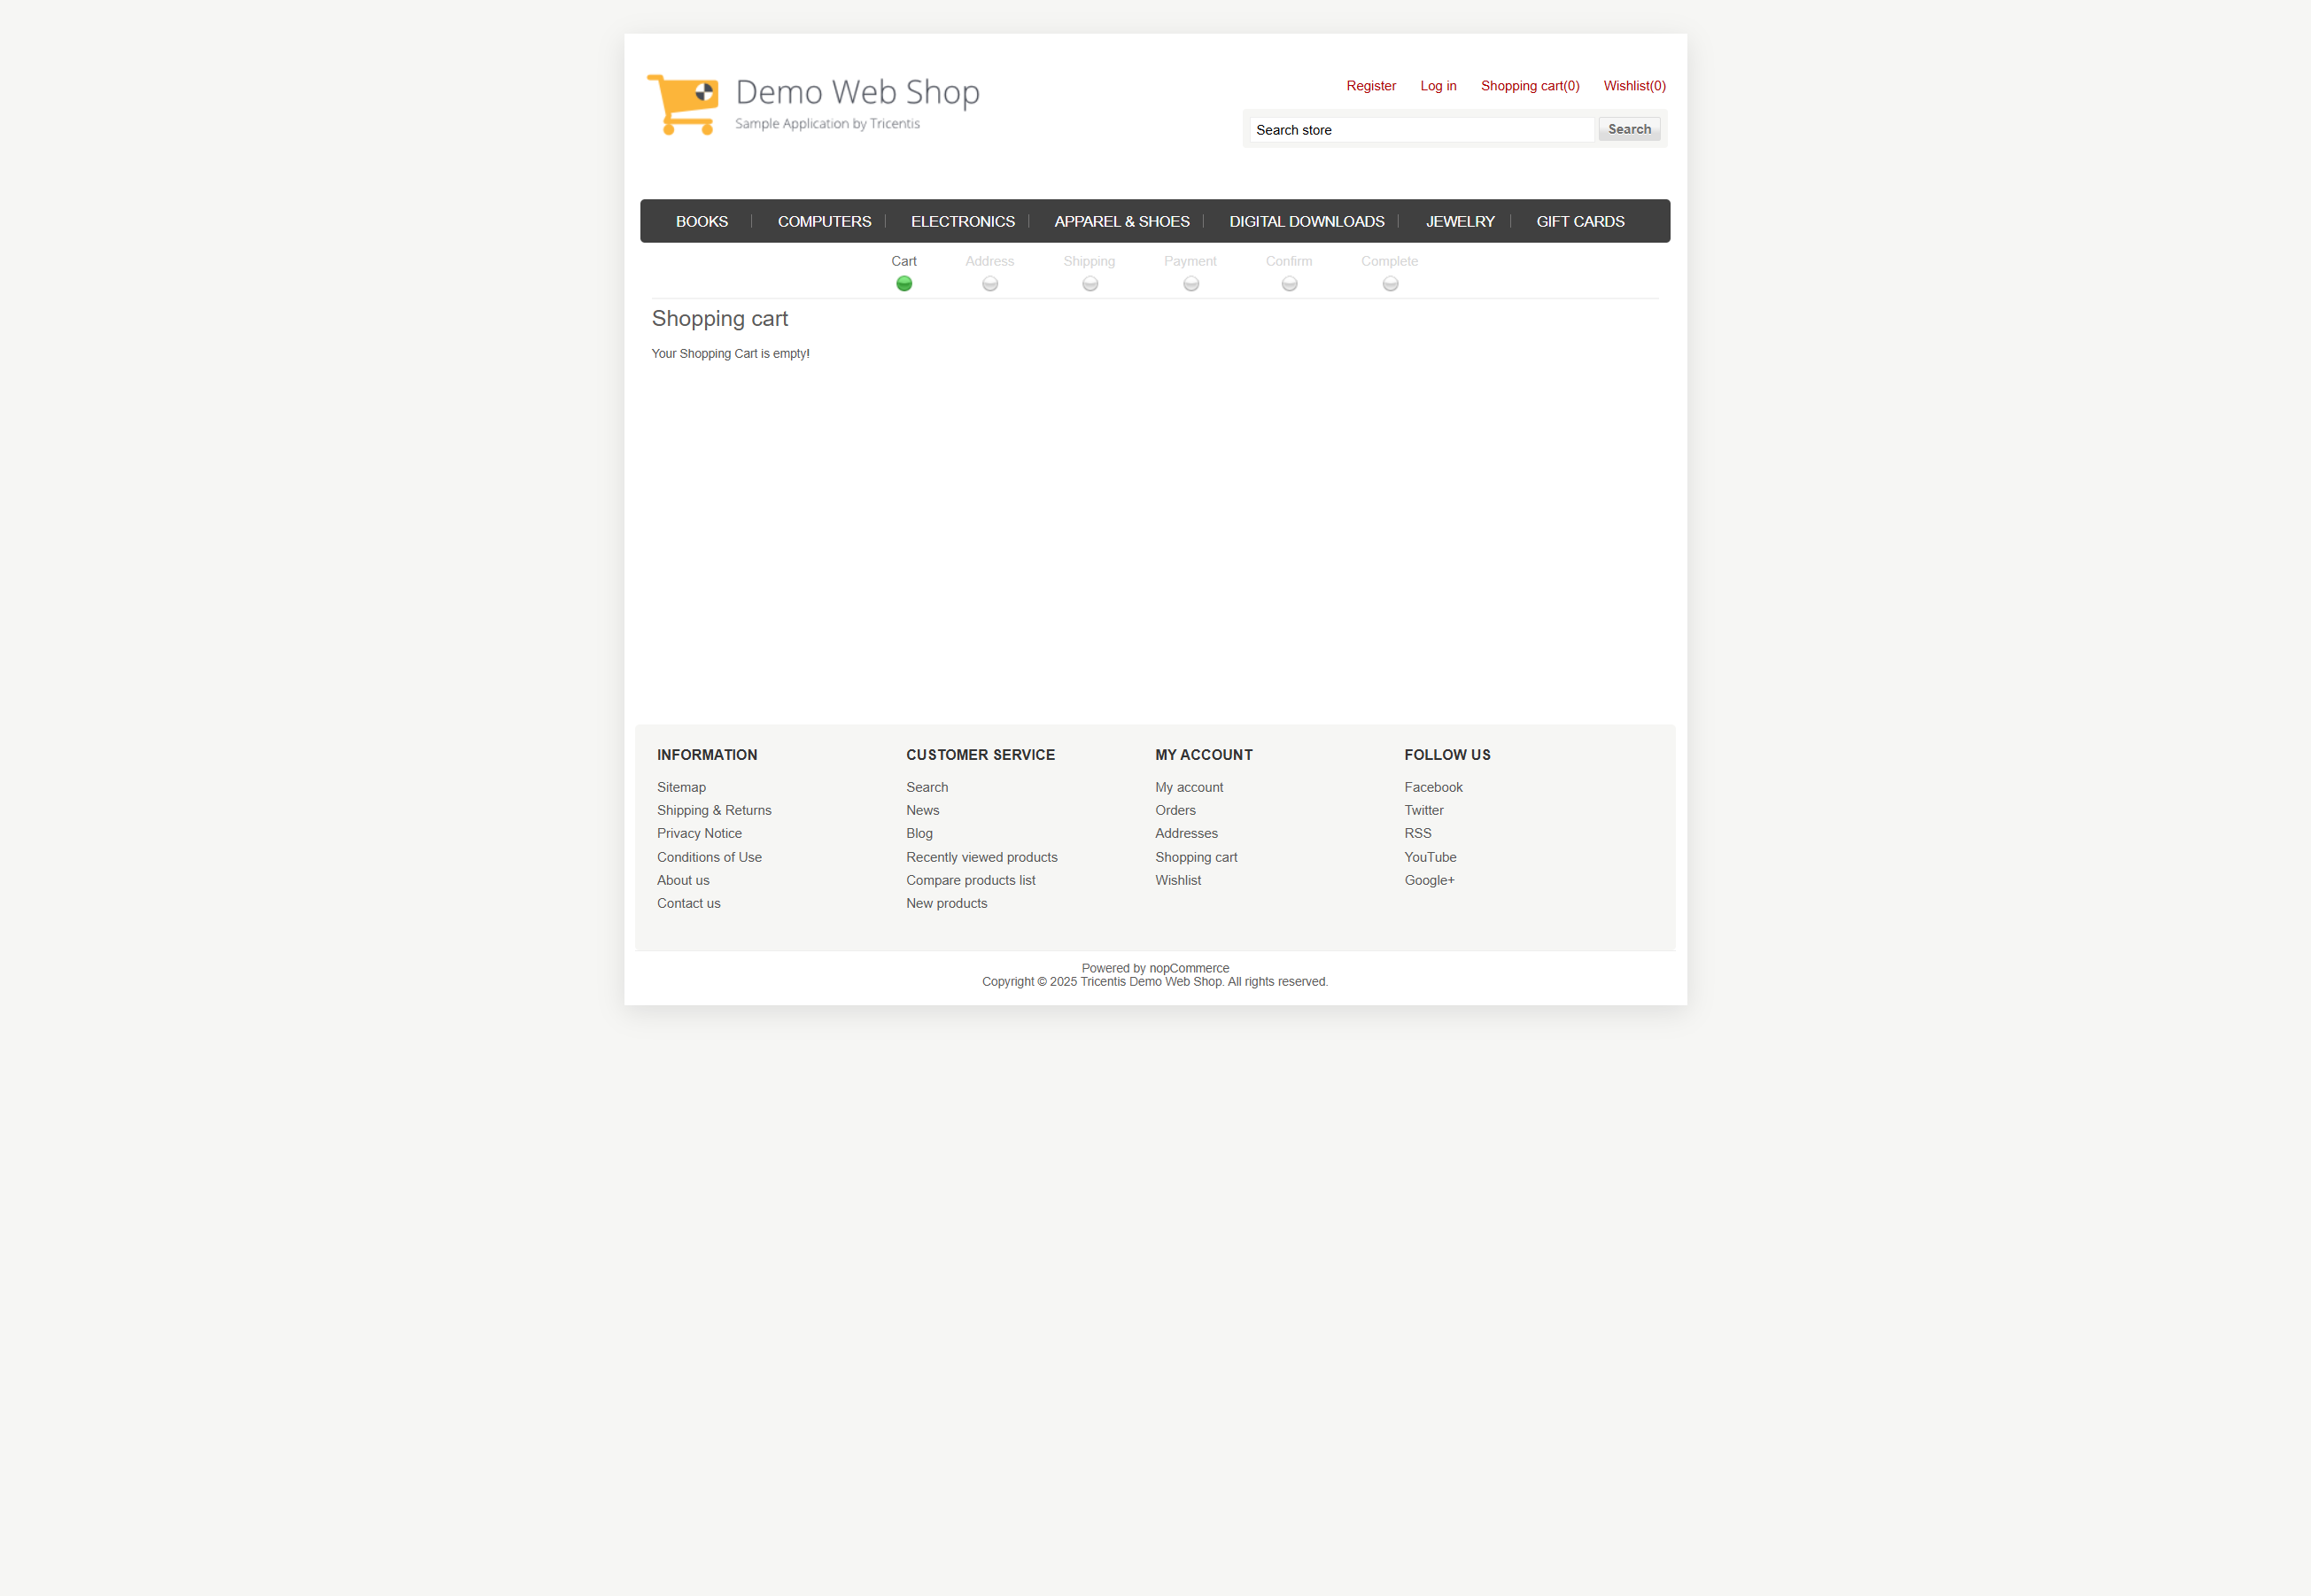 Demo Web Shop
Sample Application by Tricentis
Register Log in Shopping cart(0) Wishlist(0)
Search store Search
BOOKS COMPUTERS ELECTRONICS APPAREL & SHOES DIGITAL DOWNLOADS JEWELRY GIFT CARDS
Cart Address Shipping Payment Confirm Complete
Shopping cart
Your Shopping Cart is empty!
INFORMATION
Sitemap
Shipping & Returns
Privacy Notice
Conditions of Use
About us
Contact us
CUSTOMER SERVICE
Search
News
Blog
Recently viewed products
Compare products list
New products
MY ACCOUNT
My account
Orders
Addresses
Shopping cart
Wishlist
FOLLOW US
Facebook
Twitter
RSS
YouTube
Google+
Powered by nopCommerce
Copyright © 2025 Tricentis Demo Web Shop. All rights reserved.